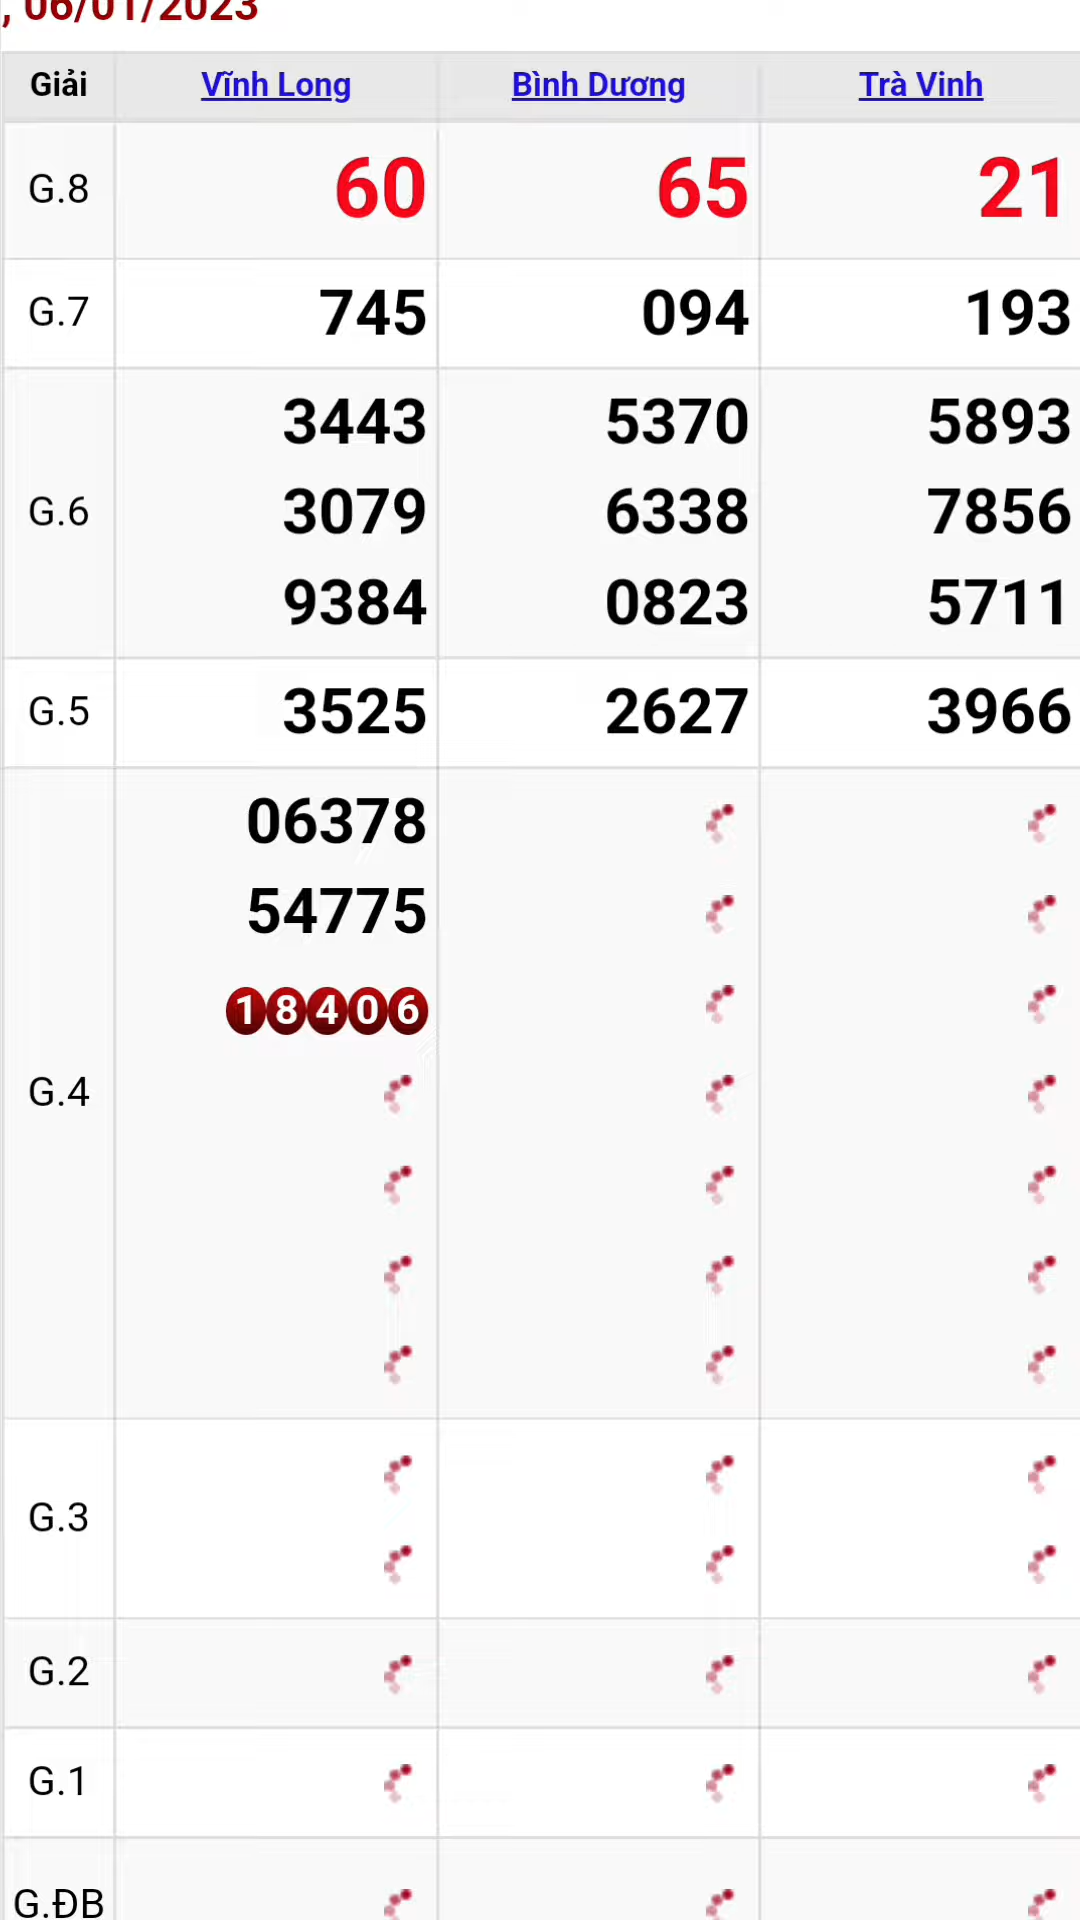 , 06/01/2023
Giải Vĩnh Long Bình Dương Trà Vinh
G.8 60 65 21
G.7 745 094 193
3443 5370 5893
G.6 3079 6338 7856
9384 0823 5711
G.5 3525 2627 3966
06378
54775
18406
G.4
G.3
G.2
G.1
G.ĐB